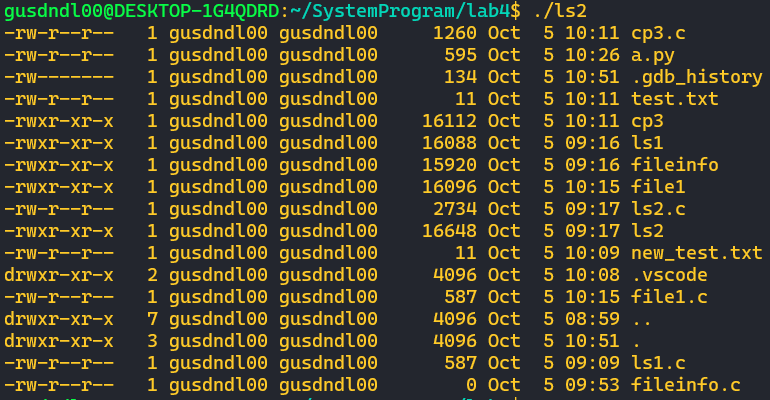 gusdndl00@DESKTOP-1G4QDRD:~/SystemProgram/lab4$ ./ls2
-rw-r--r--   1 gusdndl00 gusdndl00     1260 Oct  5 10:11 cp3.c
-rw-r--r--   1 gusdndl00 gusdndl00      595 Oct  5 10:26 a.py
-rw-------   1 gusdndl00 gusdndl00      134 Oct  5 10:51 .gdb_history
-rw-r--r--   1 gusdndl00 gusdndl00       11 Oct  5 10:11 test.txt
-rwxr-xr-x   1 gusdndl00 gusdndl00    16112 Oct  5 10:11 cp3
-rwxr-xr-x   1 gusdndl00 gusdndl00    16088 Oct  5 09:16 ls1
-rwxr-xr-x   1 gusdndl00 gusdndl00    15920 Oct  5 09:16 fileinfo
-rwxr-xr-x   1 gusdndl00 gusdndl00    16096 Oct  5 10:15 file1
-rw-r--r--   1 gusdndl00 gusdndl00     2734 Oct  5 09:17 ls2.c
-rwxr-xr-x   1 gusdndl00 gusdndl00    16648 Oct  5 09:17 ls2
-rw-r--r--   1 gusdndl00 gusdndl00       11 Oct  5 10:09 new_test.txt
drwxr-xr-x   2 gusdndl00 gusdndl00     4096 Oct  5 10:08 .vscode
-rw-r--r--   1 gusdndl00 gusdndl00      587 Oct  5 10:15 file1.c
drwxr-xr-x   7 gusdndl00 gusdndl00     4096 Oct  5 08:59 ..
drwxr-xr-x   3 gusdndl00 gusdndl00     4096 Oct  5 10:51 .
-rw-r--r--   1 gusdndl00 gusdndl00      587 Oct  5 09:09 ls1.c
-rw-r--r--   1 gusdndl00 gusdndl00        0 Oct  5 09:53 fileinfo.c